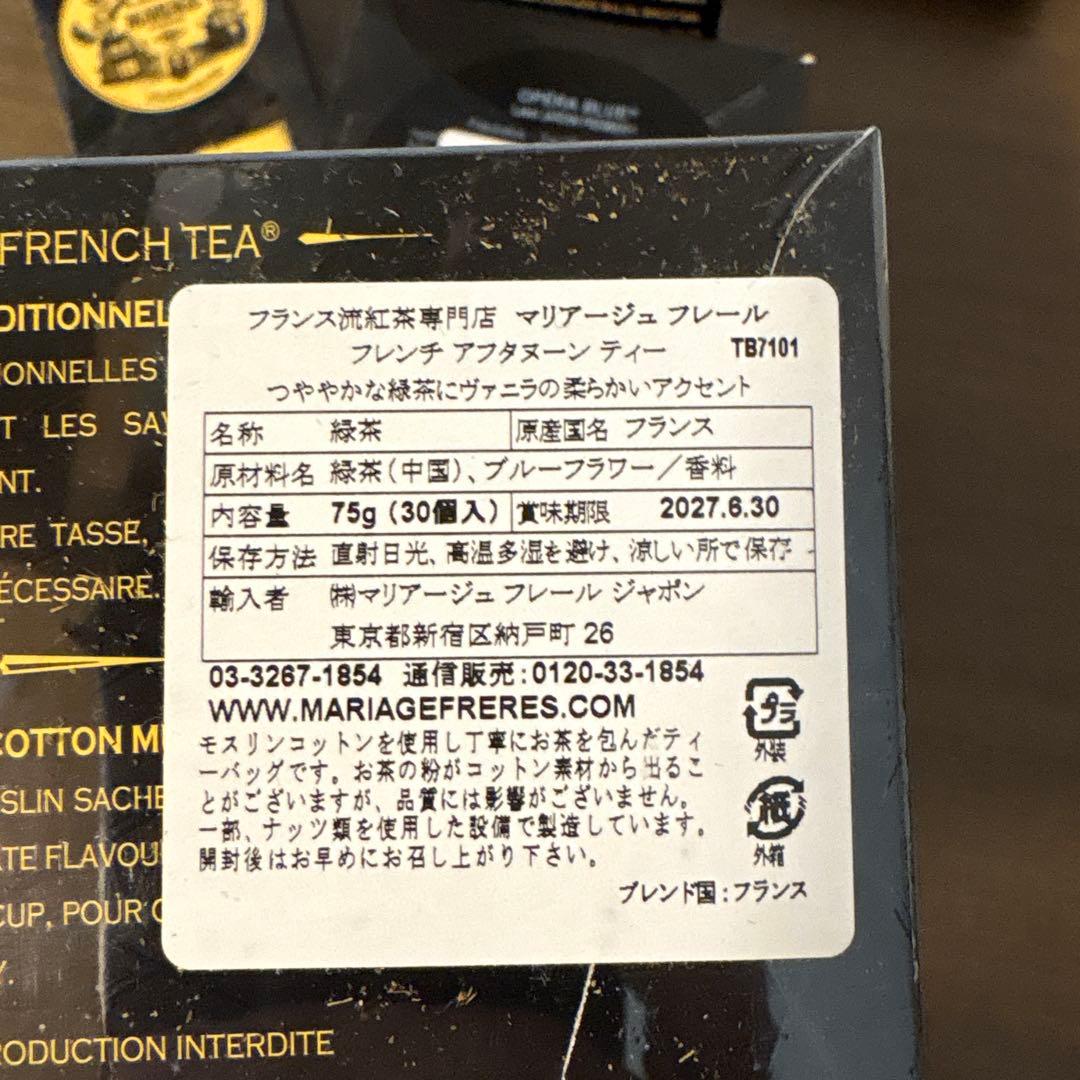 OPÉRA BLUE™
FRENCH TEA®
DITIONNEL
IONNELLES
T LES SAV
ENT.
RE TASSE,
ÉCESSAIRE.
COTTON M
SLIN SACHE
TE FLAVOU
CUP, POUR
Y.
RODUCTION INTERDITE
フランス流紅茶専門店 マリアージュ フレール
フレンチ アフタヌーン ティー TB7101
つややかな緑茶にヴァニラの柔らかいアクセント
名称 緑茶 原産国名 フランス
原材料名 緑茶(中国)、ブルーフラワー/香料
内容量 75g (30個入) 賞味期限 2027.6.30
保存方法 直射日光、高温多湿を避け、涼しい所で保存
輸入者 ㈱マリアージュ フレール ジャポン
東京都新宿区納戸町 26
03-3267-1854 通信販売:0120-33-1854
WWW.MARIAGEFRERES.COM
モスリンコットンを使用し丁寧にお茶を包んだティ
ーバッグです。お茶の粉がコットン素材から出るこ
とがございますが、品質には影響がございません。
一部、ナッツ類を使用した設備で製造しています。
開封後はお早めにお召し上がり下さい。
プラ
外装
紙
外箱
ブレンド国:フランス